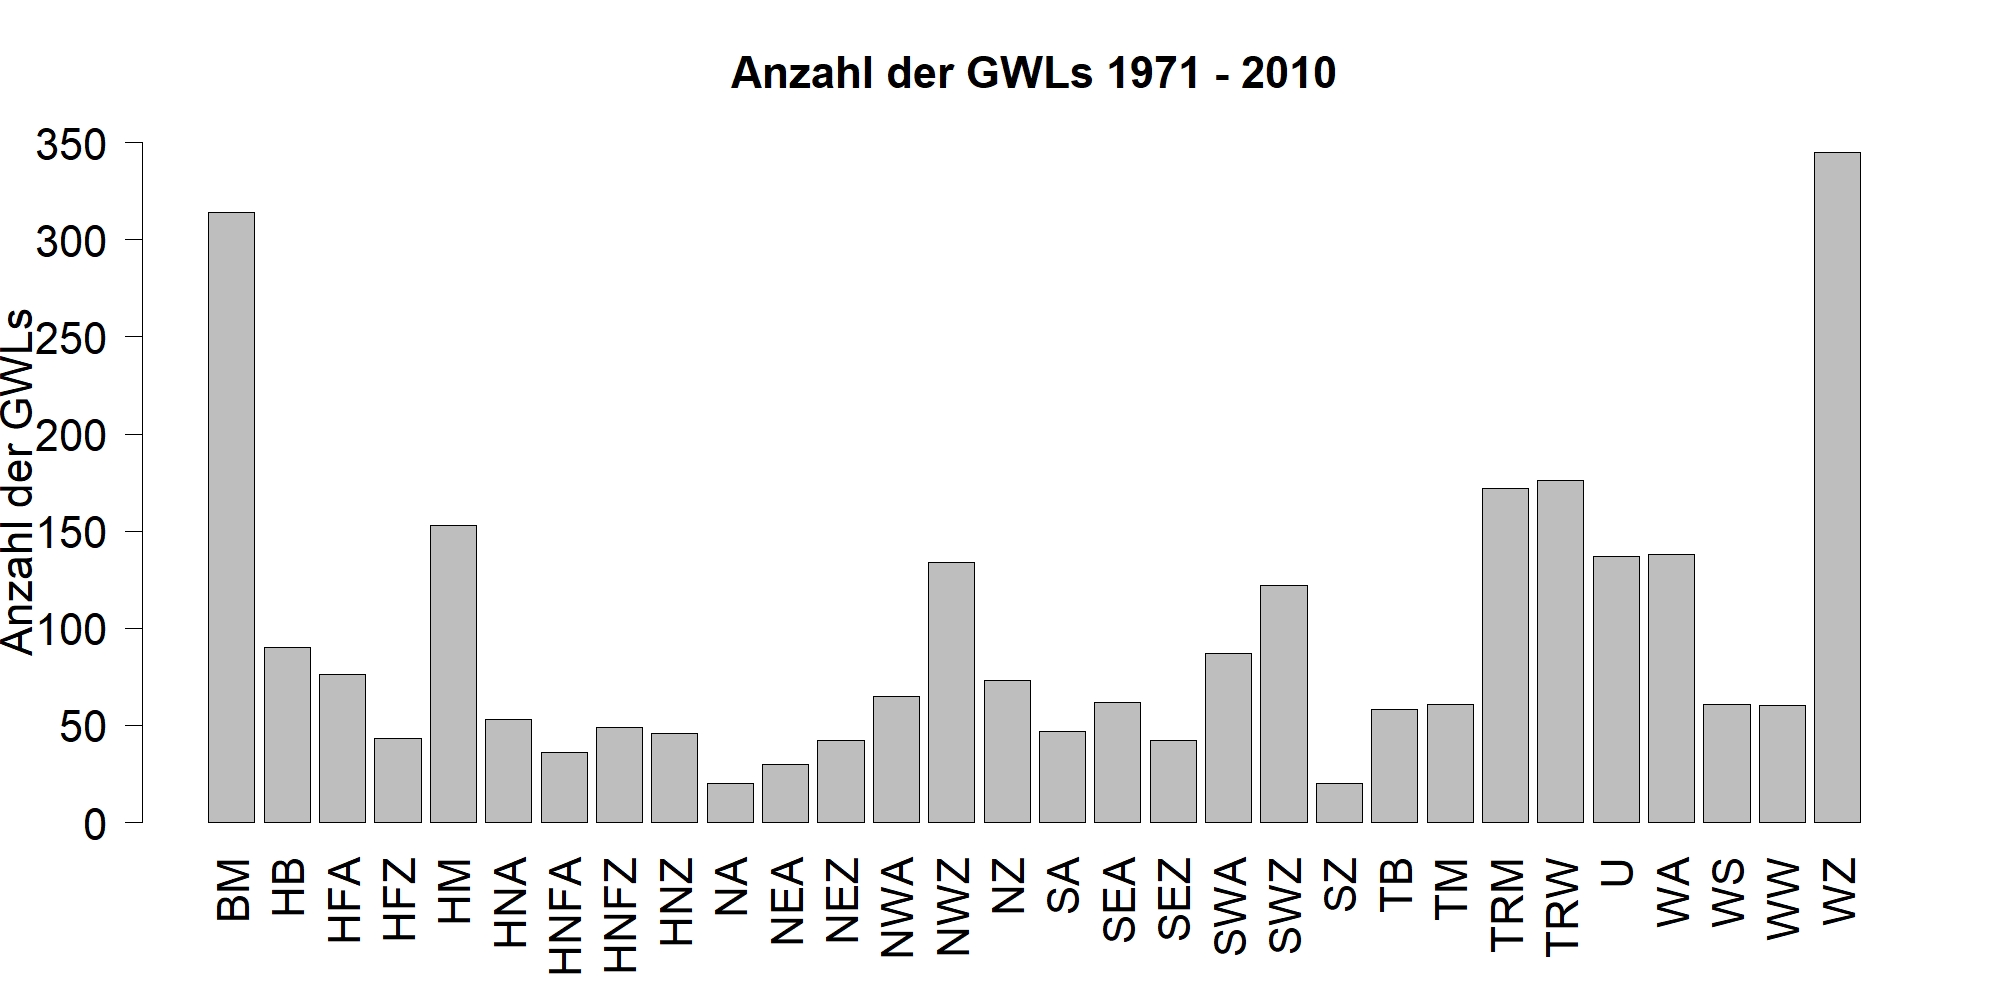 Anzahl der GWLs 1971 - 2010
Anzahl der GWLs
350
300
250
200
150
100
50
0
BM
HB
HFA
HFZ
HM
HNA
HNFA
HNFZ
HNZ
NA
NEA
NEZ
NWA
NWZ
NZ
SA
SEA
SEZ
SWA
SWZ
SZ
TB
TM
TRM
TRW
U
WA
WS
WW
WZ